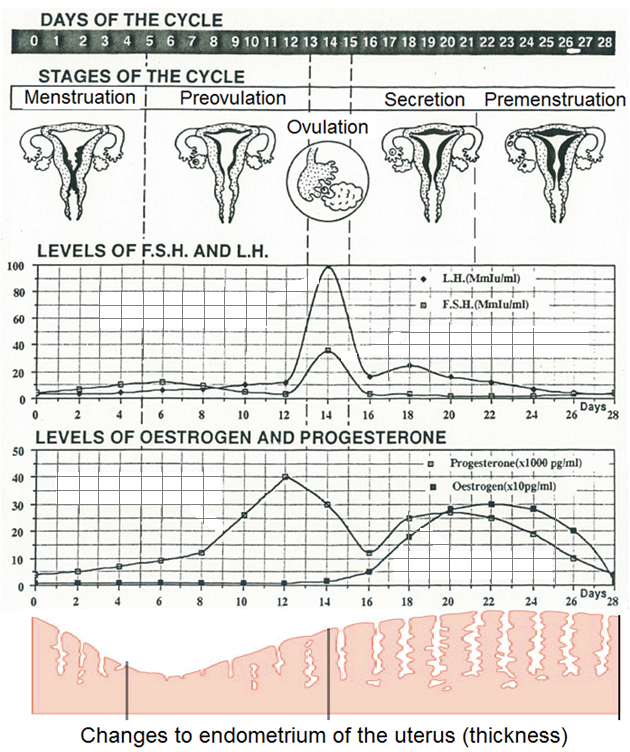 DAYS OF THE CYCLE
0 1 2 3 4 5 6 7 8 9 10 11 12 13 14 15 16 17 18 19 20 21 22 23 24 25 26 27 28
STAGES OF THE CYCLE
Menstruation Preovulation Secretion Premenstruation
Ovulation
LEVELS OF F.S.H. AND L.H.
100
80
60
40
20
0
L.H.(MmIu/ml)
F.S.H.(MmIu/ml)
0 2 4 6 8 10 12 14 16 18 20 22 24 26 28
Days
LEVELS OF OESTROGEN AND PROGESTERONE
50
40
30
20
10
0
Progesterone(x1000 pg/ml)
Oestrogen(x10pg/ml)
Days
0 2 4 6 8 10 12 14 16 18 20 22 24 26 28
Changes to endometrium of the uterus (thickness)